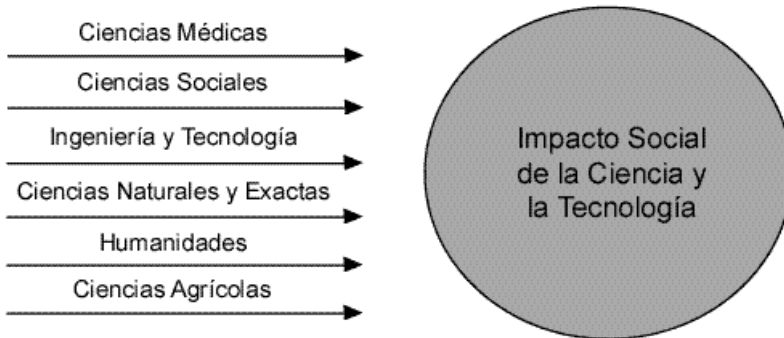 Ciencias Médicas
Ciencias Sociales
Ingeniería y Tecnología
Ciencias Naturales y Exactas
Humanidades
Ciencias Agrícolas
Impacto Social
de la Ciencia y
la Tecnología